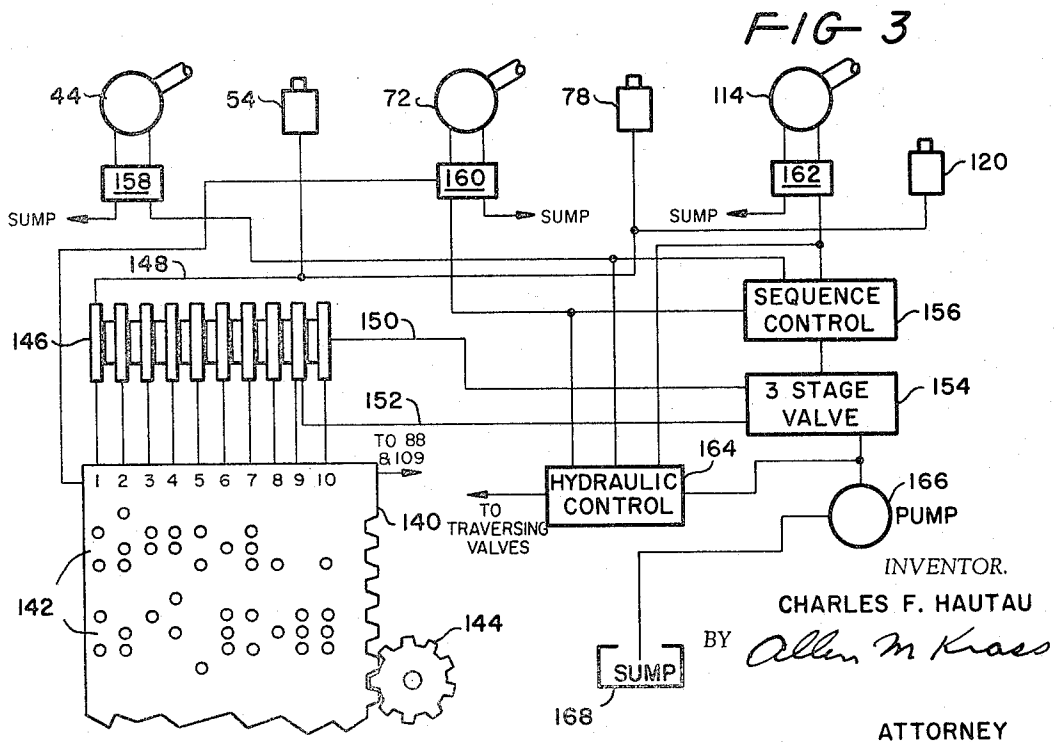 FIG 3
44
54
72
78
114
120
158
160
162
SUMP
SUMP
SUMP
148
146
150
SEQUENCE
CONTROL
156
152
3 STAGE
VALVE
154
TO 88
& 109
164
1 2 3 4 5 6 7 8 9 10
140
HYDRAULIC
CONTROL
166
PUMP
TO
TRAVERSING
VALVES
142
144
INVENTOR.
CHARLES F. HAUTAU
BY Allen M Krass
SUMP
168
ATTORNEY